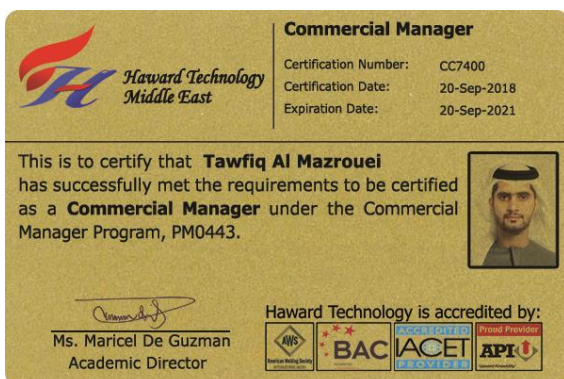 Haward Technology
Middle East
Commercial Manager
Certification Number: CC7400
Certification Date: 20-Sep-2018
Expiration Date: 20-Sep-2021
This is to certify that Tawfiq Al Mazrouei
has successfully met the requirements to be certified
as a Commercial Manager under the Commercial
Manager Program, PM0443.
Ms. Maricel De Guzman
Academic Director
Haward Technology is accredited by:
AWS
American Welding Society
BAC
ACCREDITED
IACET
PROVIDER
Proud Provider
API